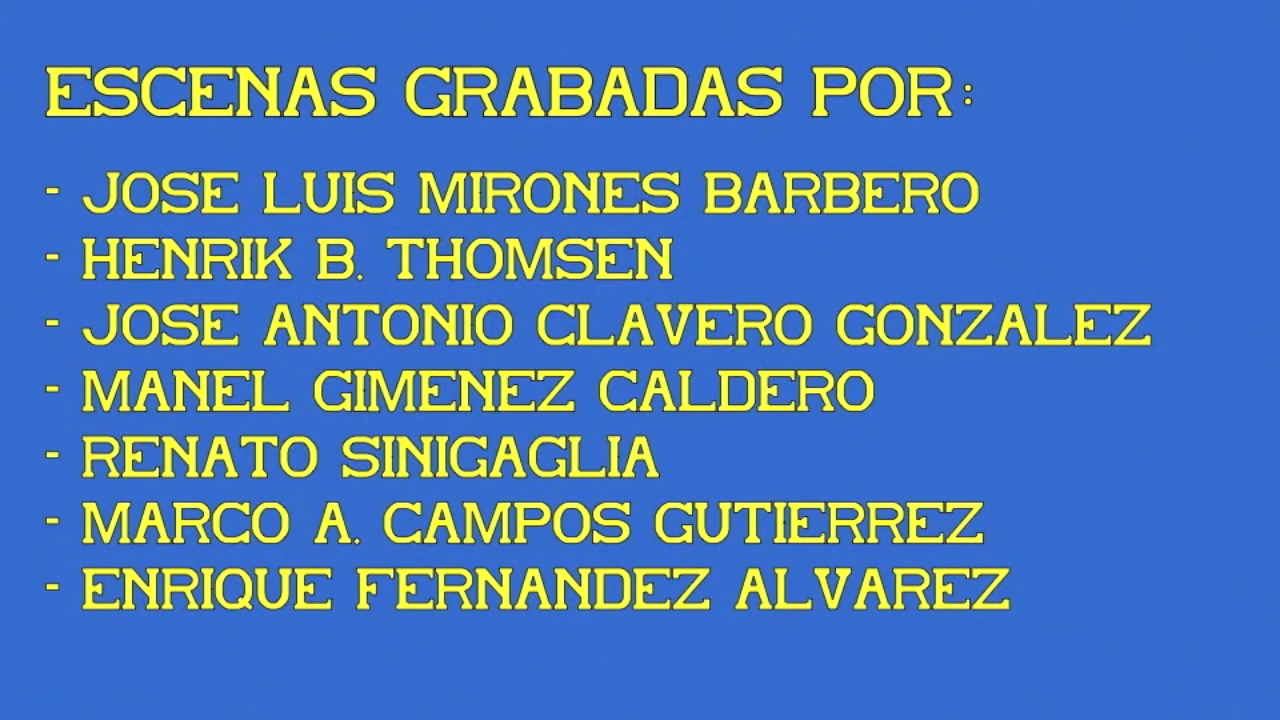 ESCENAS GRABADAS POR:
- JOSE LUIS MIRONES BARBERO
- HENRIK B. THOMSEN
- JOSE ANTONIO CLAVERO GONZALEZ
- MANEL GIMENEZ CALDERO
- RENATO SINIGAGLIA
- MARCO A. CAMPOS GUTIERREZ
- ENRIQUE FERNANDEZ ALVAREZ